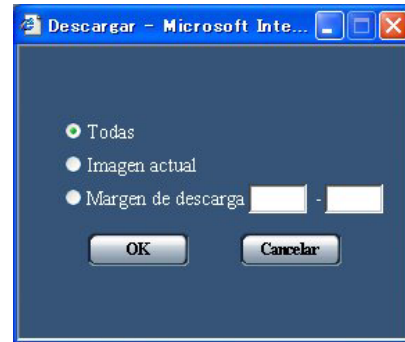 Descargar - Microsoft Inte...
Todas
Imagen actual
Margen de descarga -
OK Cancelar